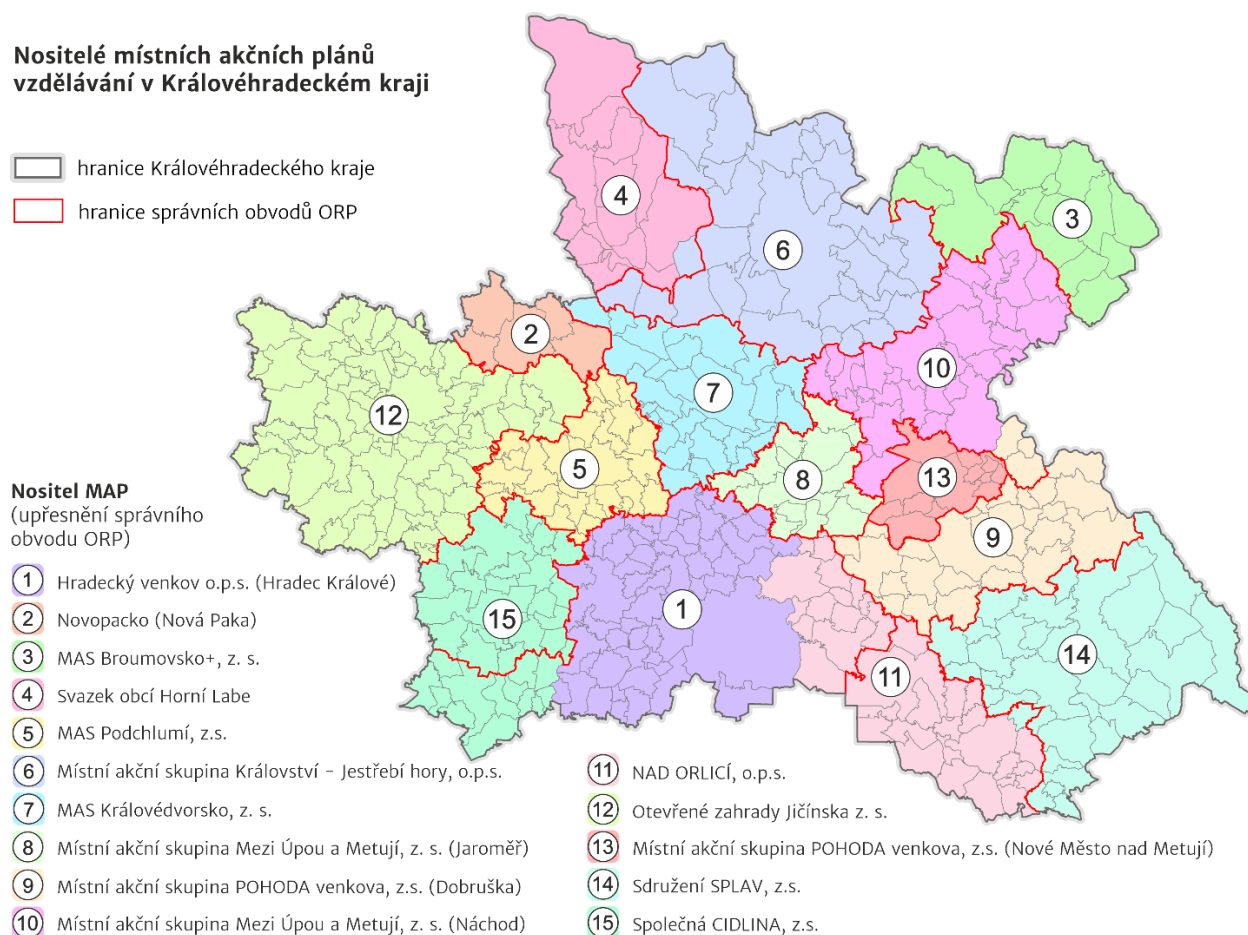 Nositelé místních akčních plánů
vzdělávání v Královéhradeckém kraji
hranice Královéhradeckého kraje
hranice správních obvodů ORP
4
6
3
2
10
7
12
5
8
13
9
15
1
14
11
Nositel MAP
(upřesnění správního
obvodu ORP)
1 Hradecký venkov o.p.s. (Hradec Králové)
2 Novopacko (Nová Paka)
3 MAS Broumovsko+, z. s.
4 Svazek obcí Horní Labe
5 MAS Podchlumí, z.s.
6 Místní akční skupina Království – Jestřebí hory, o.p.s.
7 MAS Královédvorsko, z. s.
8 Místní akční skupina Mezi Úpou a Metují, z. s. (Jaroměř)
9 Místní akční skupina POHODA venkova, z.s. (Dobruška)
10 Místní akční skupina Mezi Úpou a Metují, z. s. (Náchod)
11 NAD ORLICÍ, o.p.s.
12 Otevřené zahrady Jičínska z. s.
13 Místní akční skupina POHODA venkova, z.s. (Nové Město nad Metují)
14 Sdružení SPLAV, z.s.
15 Společná CIDLINA, z.s.